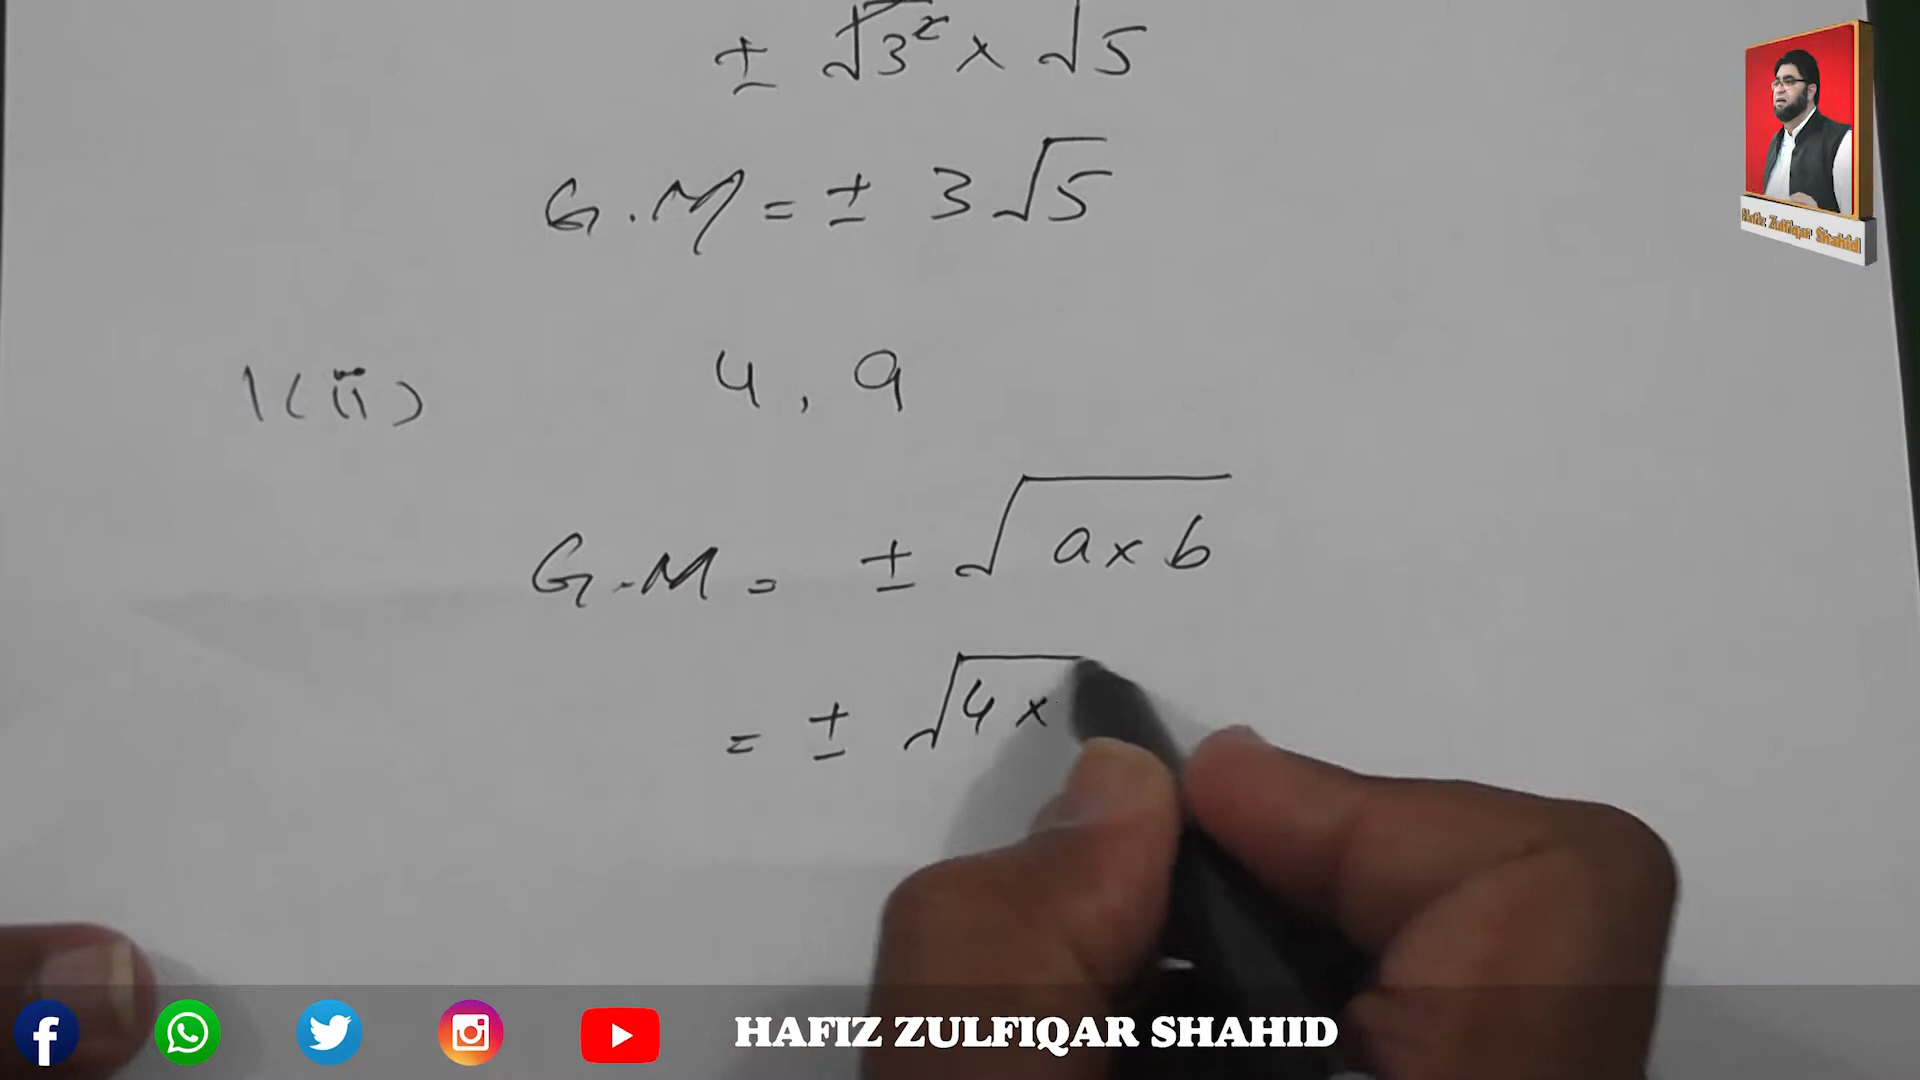 ± √3² × √5
G.M = ± 3√5
1(ii) 4, 9
G.M = ± √a×b
= ± √4×
Hafiz Zulfiqar Shahid
HAFIZ ZULFIQAR SHAHID